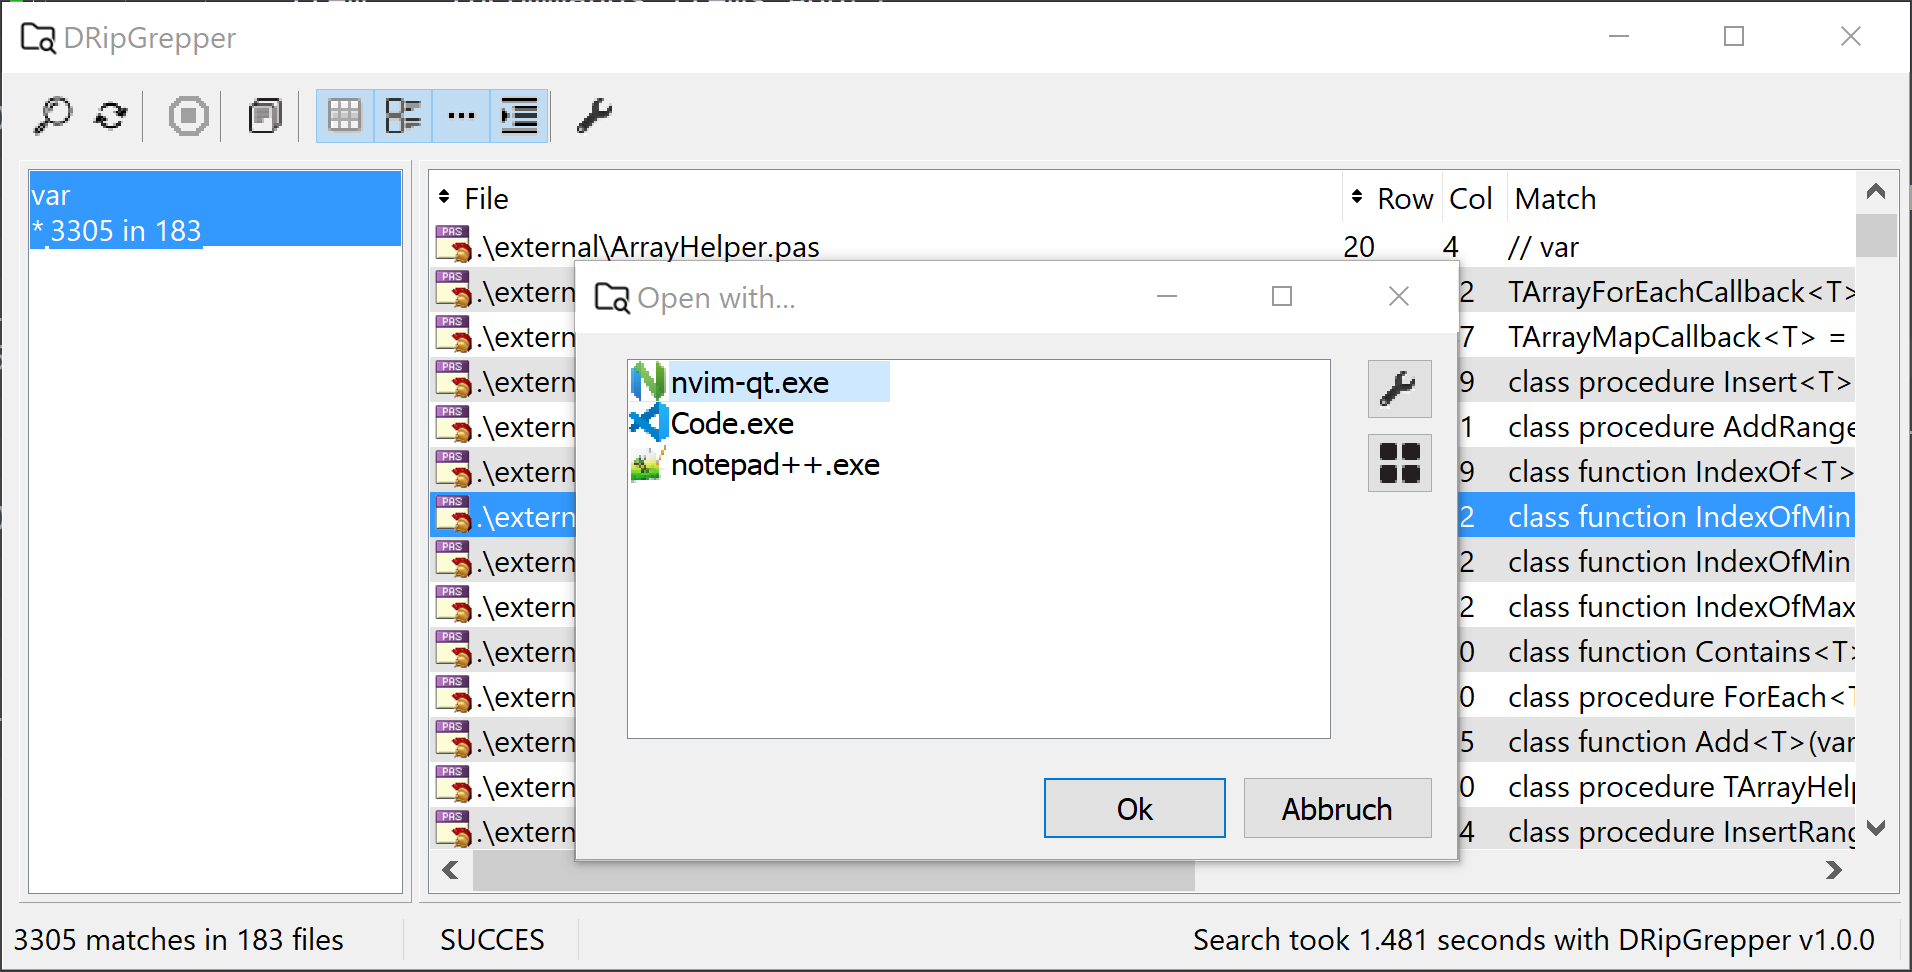 DRipGrepper
var
* 3305 in 183
File Row Col Match
.\external\ArrayHelper.pas 20 4 // var
.\extern 2 TArrayForEachCallback<T>
.\extern 7 TArrayMapCallback<T> =
.\extern 9 class procedure Insert<T>
.\extern 1 class procedure AddRange
.\extern 9 class function IndexOf<T>
.\extern 2 class function IndexOfMin
.\extern 2 class function IndexOfMin
.\extern 2 class function IndexOfMax
.\extern 0 class function Contains<T>
.\extern 0 class procedure ForEach<T
.\extern 5 class function Add<T>(var
.\extern 0 class procedure TArrayHelp
.\extern 4 class procedure InsertRang
Open with...
nvim-qt.exe
Code.exe
notepad++.exe
Ok Abbruch
3305 matches in 183 files SUCCES Search took 1.481 seconds with DRipGrepper v1.0.0